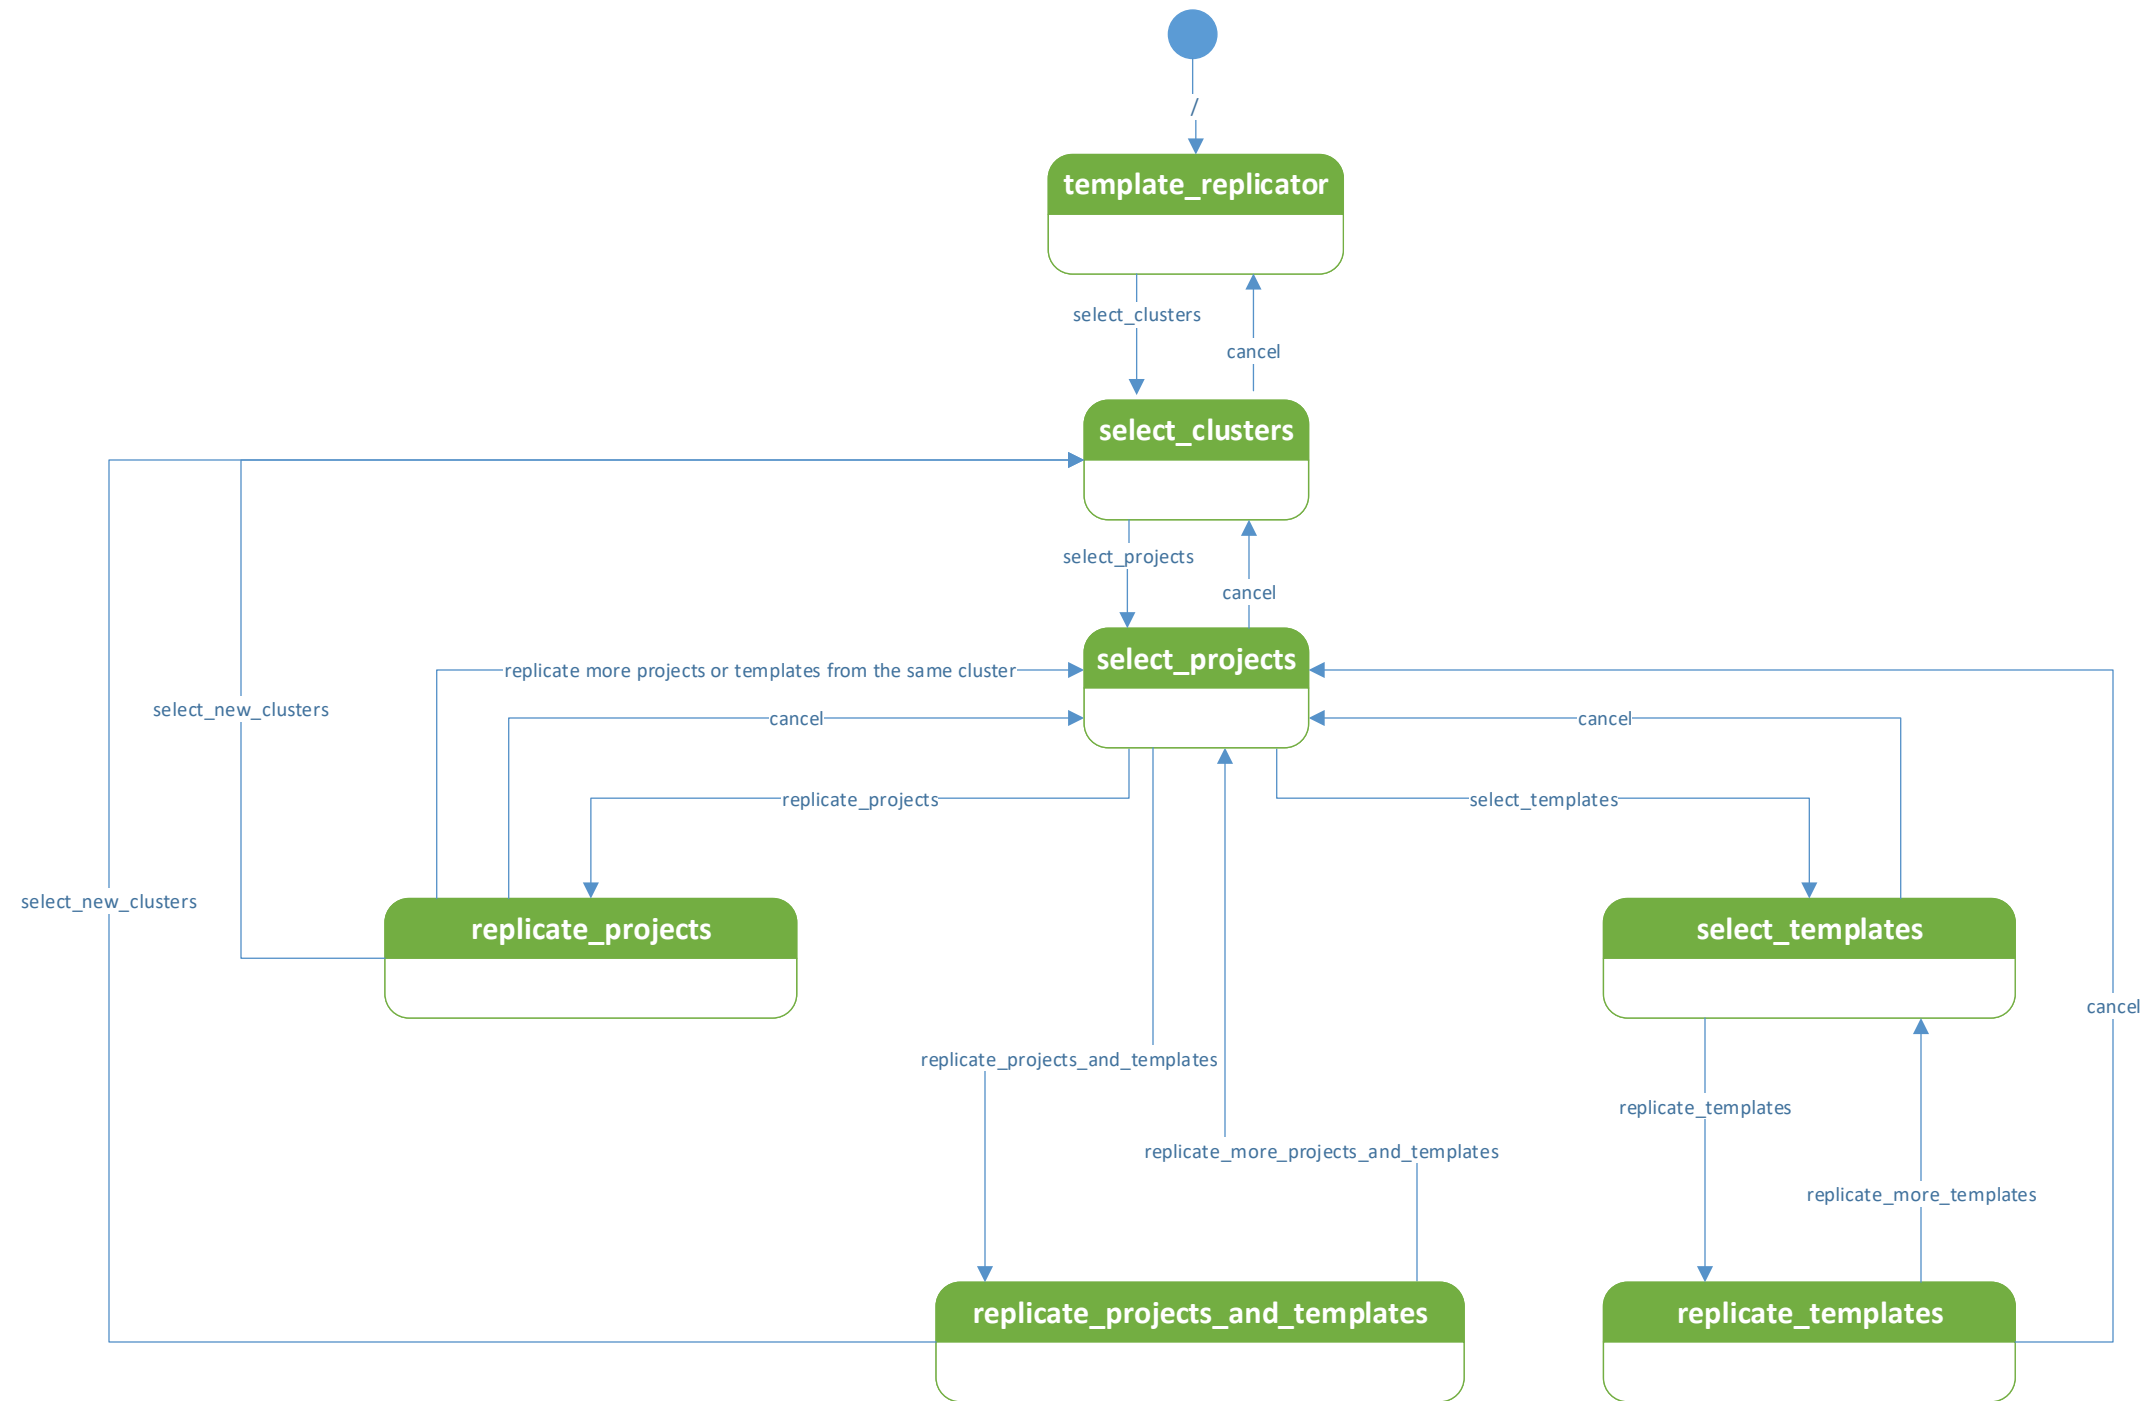 /
template_replicator
select_clusters
cancel
select_clusters
select_projects
cancel
select_projects
replicate more projects or templates from the same cluster
select_new_clusters
cancel
cancel
replicate_projects
select_templates
select_new_clusters
replicate_projects
select_templates
cancel
replicate_projects_and_templates
replicate_templates
replicate_more_projects_and_templates
replicate_more_templates
replicate_projects_and_templates
replicate_templates